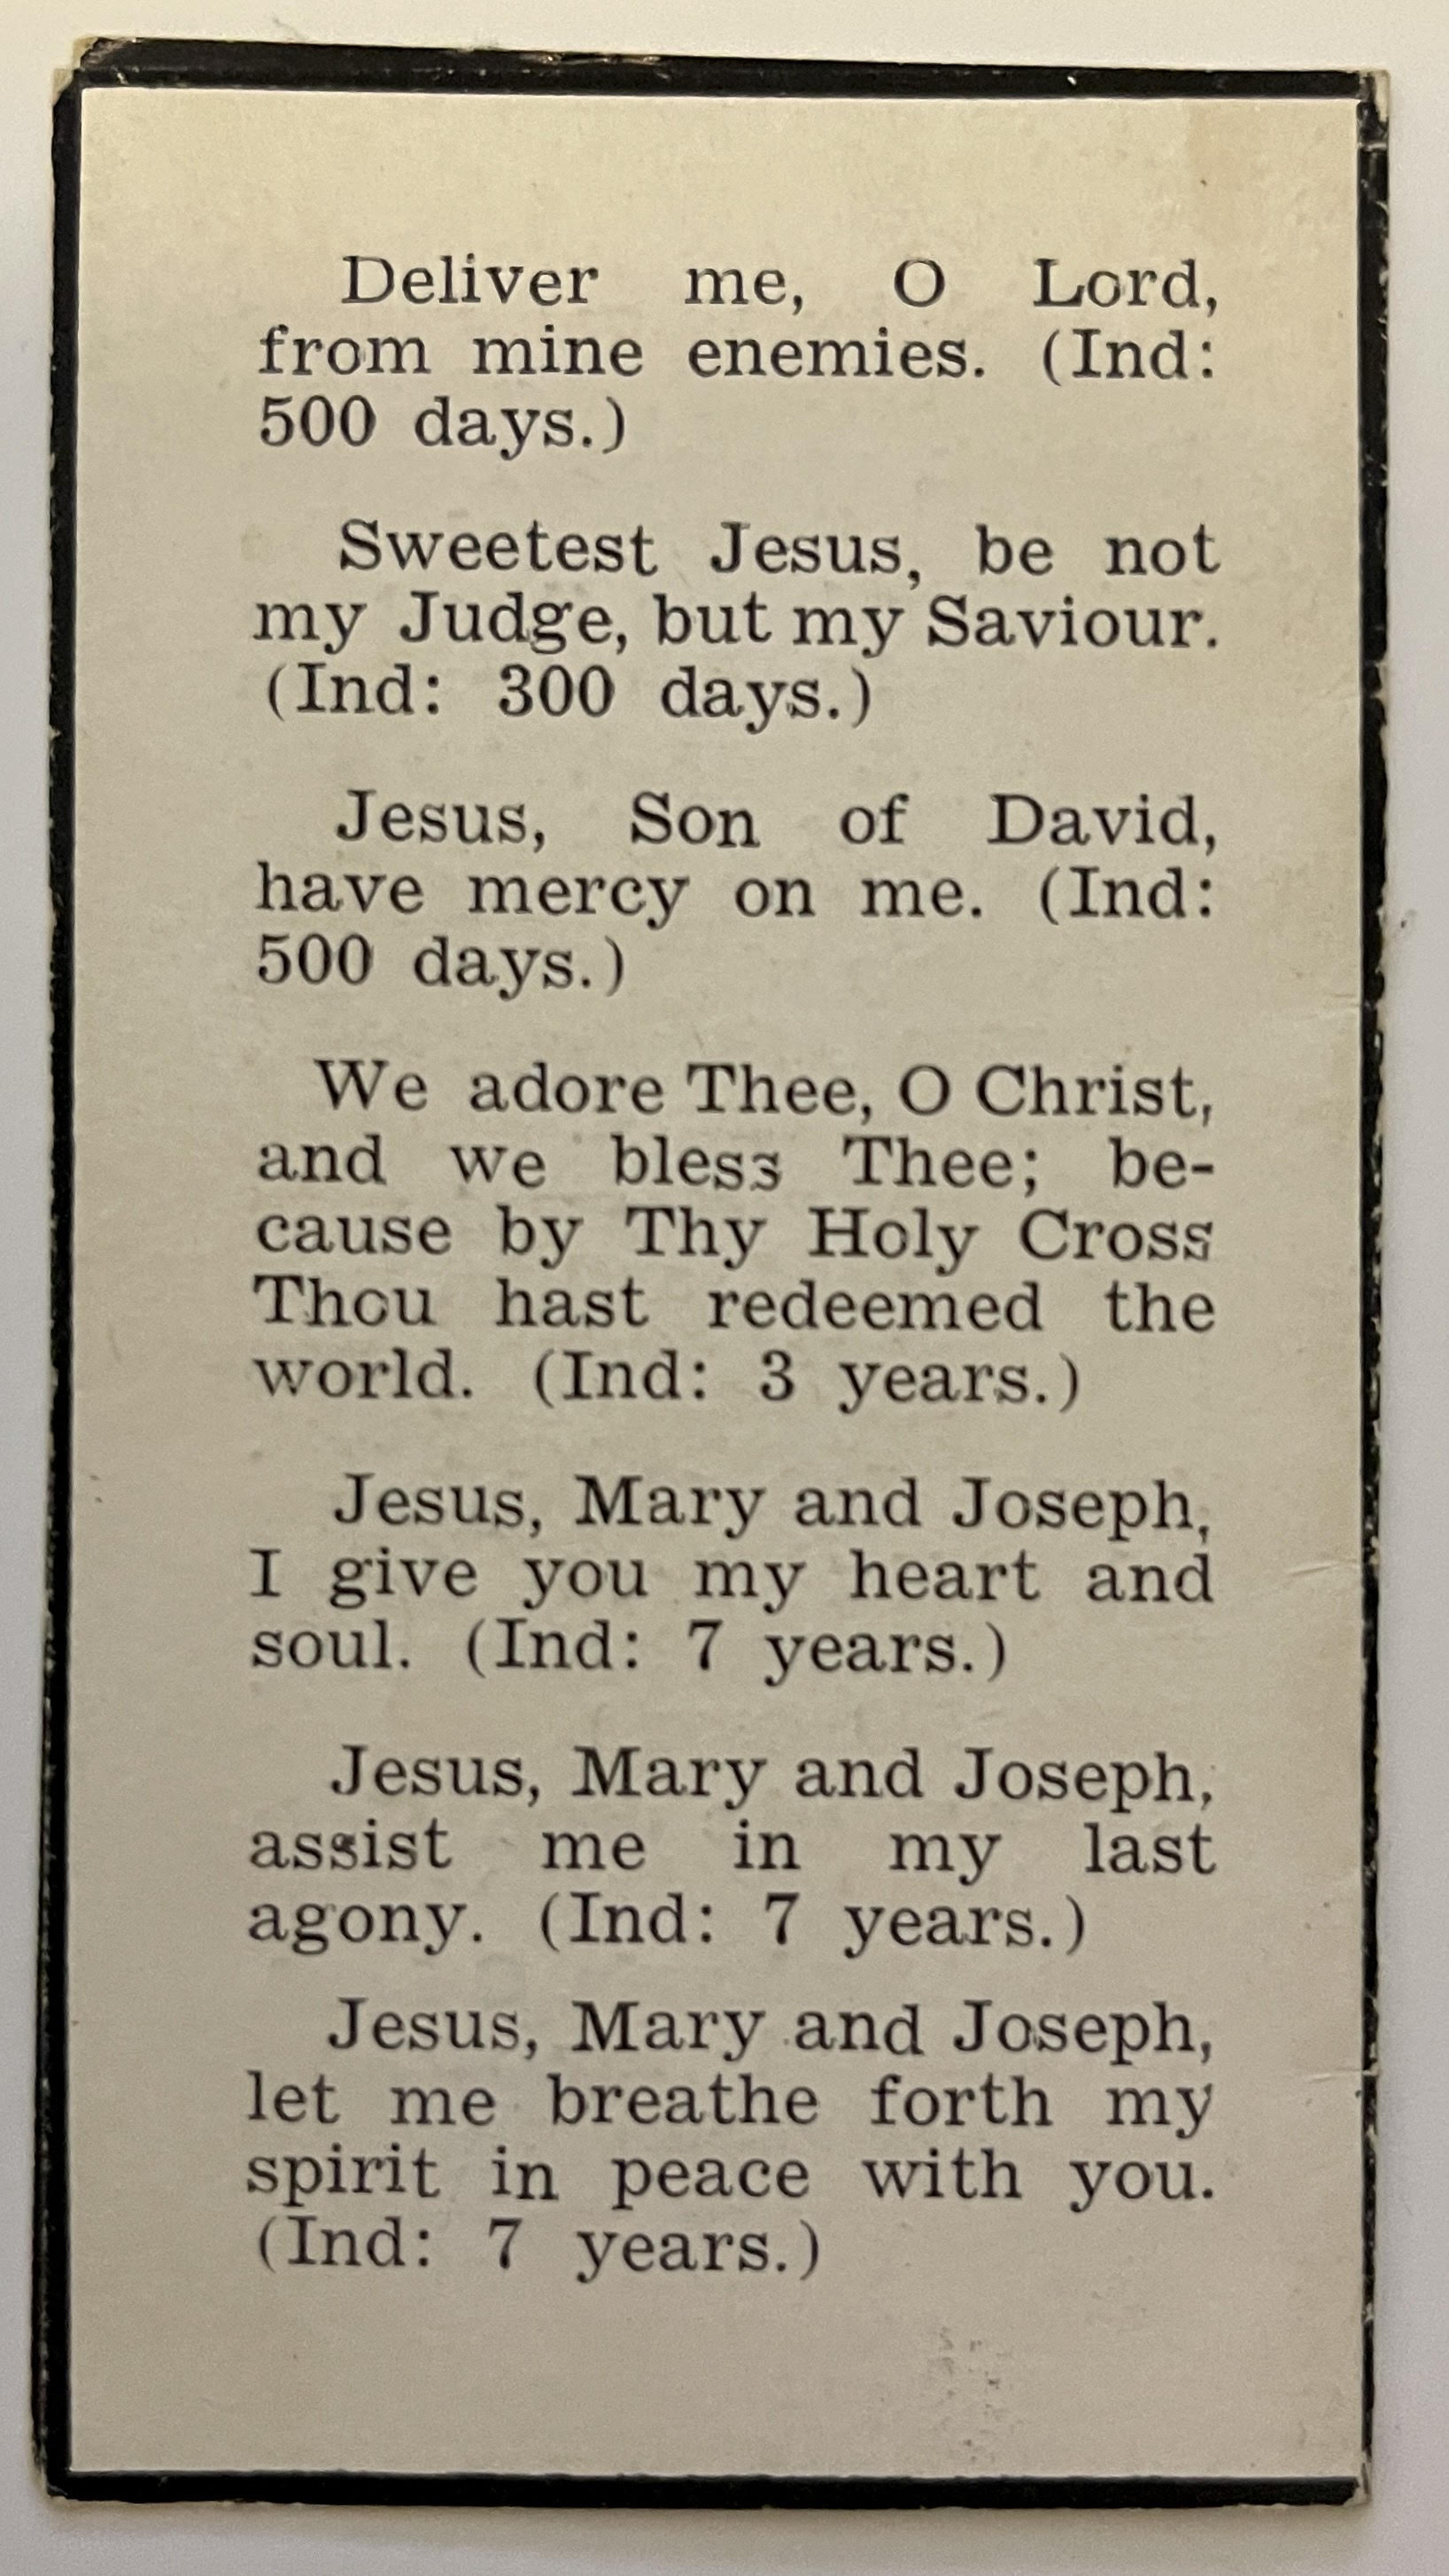 Deliver me, O Lord,
from mine enemies. (Ind:
500 days.)
Sweetest Jesus, be not
my Judge, but my Saviour.
(Ind: 300 days.)
Jesus, Son of David,
have mercy on me. (Ind:
500 days.)
We adore Thee, O Christ,
and we bless Thee; be-
cause by Thy Holy Cross
Thou hast redeemed the
world. (Ind: 3 years.)
Jesus, Mary and Joseph,
I give you my heart and
soul. (Ind: 7 years.)
Jesus, Mary and Joseph,
assist me in my last
agony. (Ind: 7 years.)
Jesus, Mary and Joseph,
let me breathe forth my
spirit in peace with you.
(Ind: 7 years.)